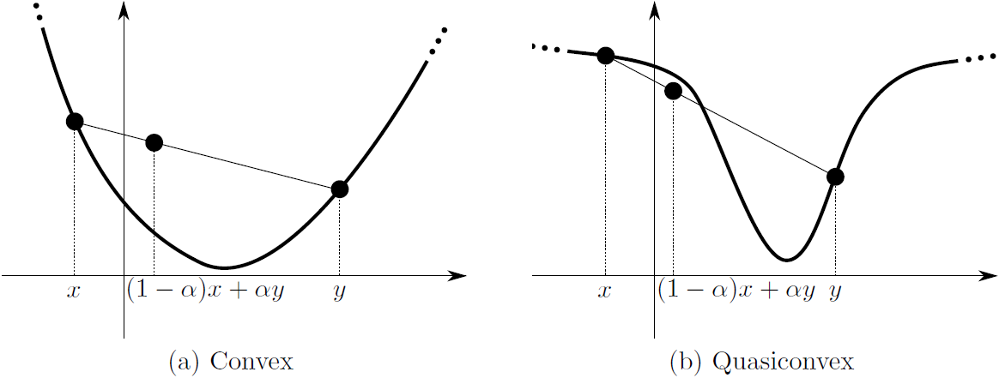 x (1 − α)x + αy y
x (1 − α)x + αy y
(a) Convex
(b) Quasiconvex